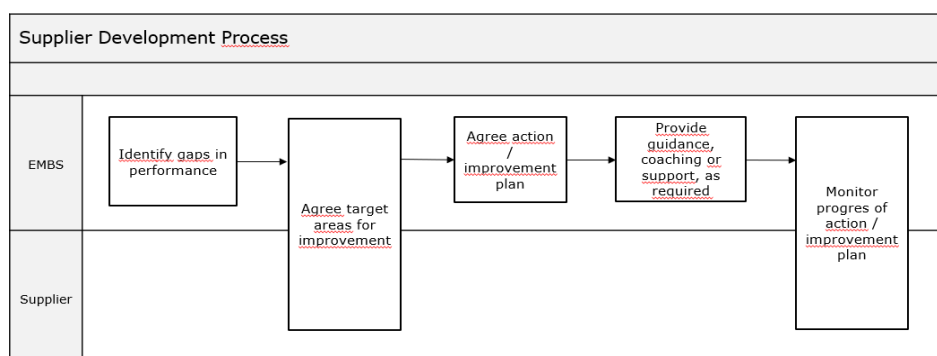 Supplier Development Process
EMBS
Identify gaps in
performance
Agree target
areas for
improvement
Agree action
/
improvement
plan
Provide
guidance,
coaching or
support, as
required
Monitor
progres of
action /
improvement
plan
Supplier